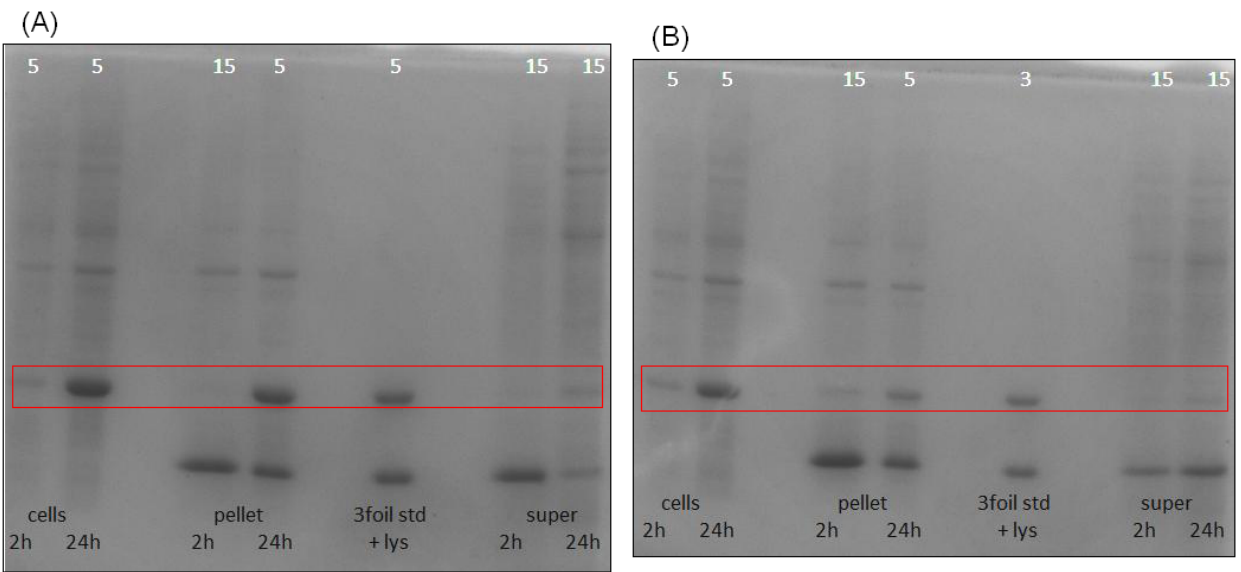 (A)
5 5 15 5 5 15 15
cells pellet 3foil std super
2h 24h 2h 24h + lys 2h 24h
(B)
5 5 15 5 3 15 15
cells pellet 3foil std super
2h 24h 2h 24h + lys 2h 24h